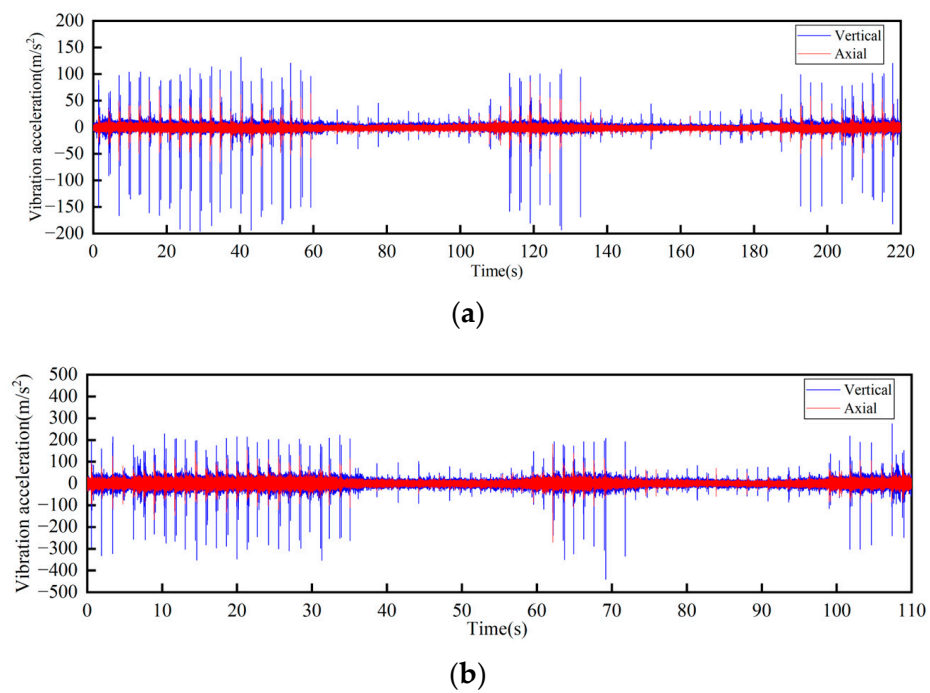 200
150
100
50
0
−50
−100
−150
−200
Vibration acceleration(m/s²)
Vertical
Axial
0 20 40 60 80 100 120 140 160 180 200 220
Time(s)
(a)
500
400
300
200
100
0
−100
−200
−300
−400
−500
Vibration acceleration(m/s²)
Vertical
Axial
0 10 20 30 40 50 60 70 80 90 100 110
Time(s)
(b)